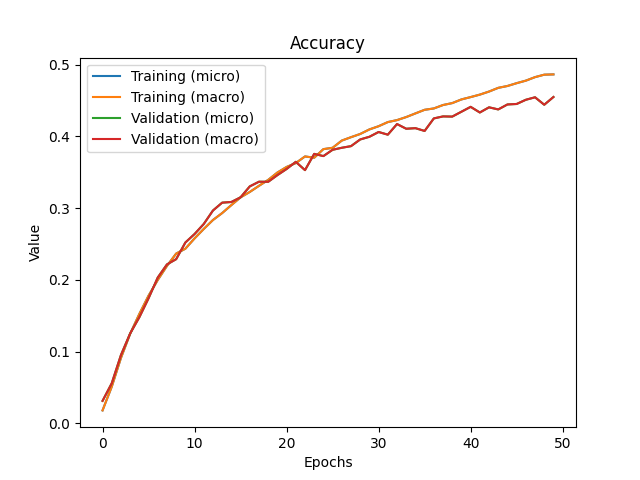 Accuracy
Training (micro)
Training (macro)
Validation (micro)
Validation (macro)
Value
0.5
0.4
0.3
0.2
0.1
0.0
0 10 20 30 40 50
Epochs